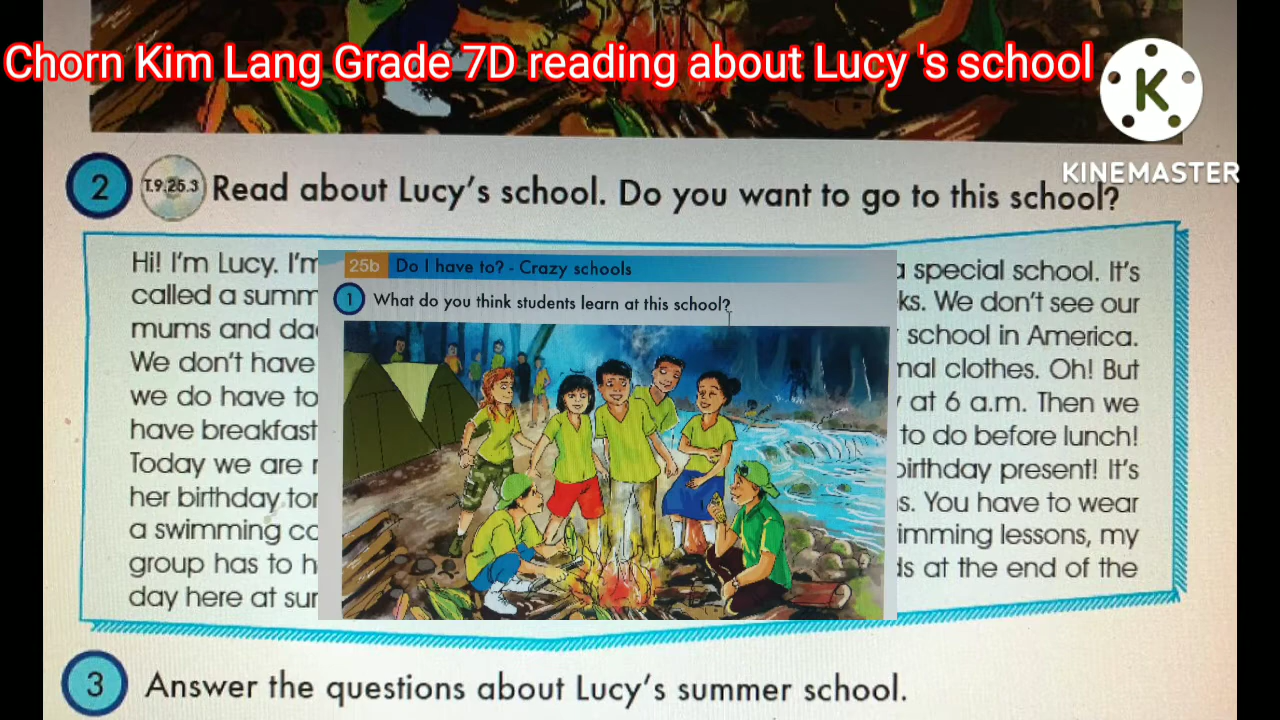 Chorn Kim Lang Grade 7D reading about Lucy 's school
K
KINEMASTER
2 T.9.25.3 Read about Lucy's school. Do you want to go to this school?
Hi! I'm Lucy. I'm a special school. It's
called a summ ks. We don't see our
mums and da school in America.
We don't have nal clothes. Oh! But
we do have to at 6 a.m. Then we
have breakfast to do before lunch!
Today we are birthday present! It's
her birthday s. You have to wear
a swimming imming lessons, my
group has to h ds at the end of the
day here at sur
25b Do I have to? - Crazy schools
1 What do you think students learn at this school?
3 Answer the questions about Lucy's summer school.